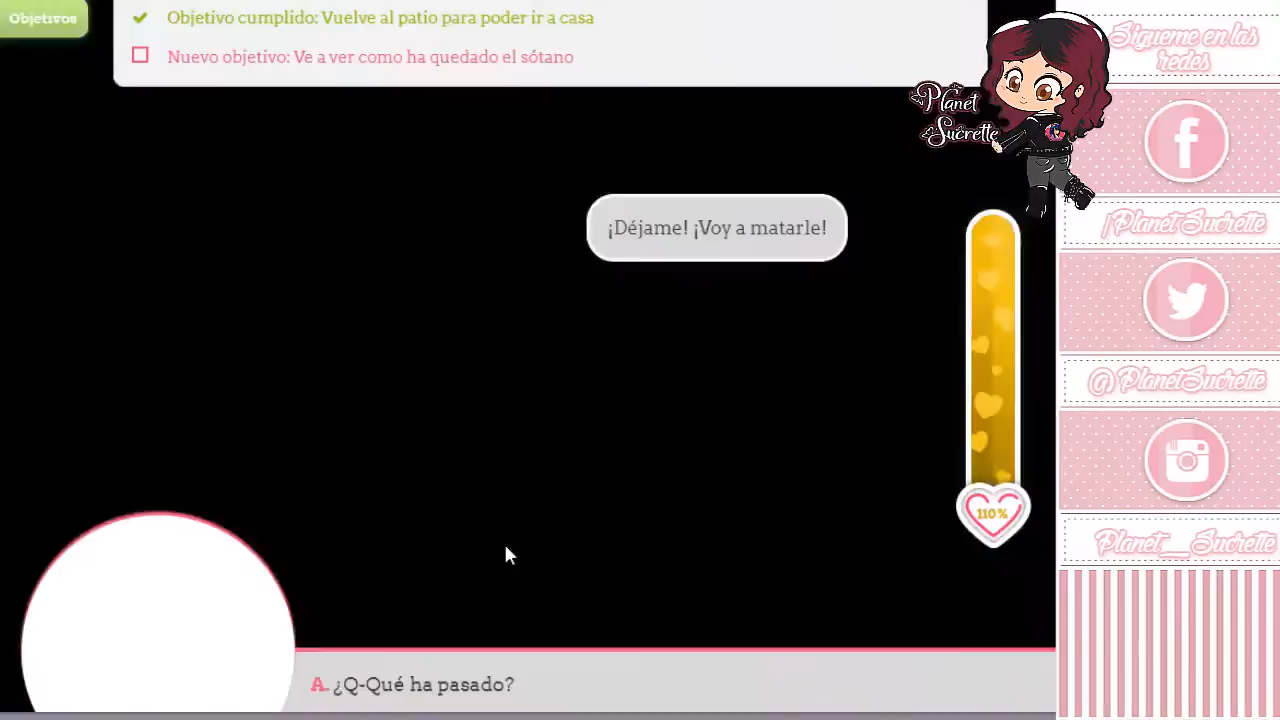 Objetivos
Objetivo cumplido: Vuelve al patio para poder ir a casa
Nuevo objetivo: Ve a ver como ha quedado el sótano
Planet
Sucrette
¡Déjame! ¡Voy a matarle!
110 %
A. ¿Q-Qué ha pasado?
Sígueme en las
redes
/PlanetSucrette
@PlanetSucrette
Planet__Sucrette